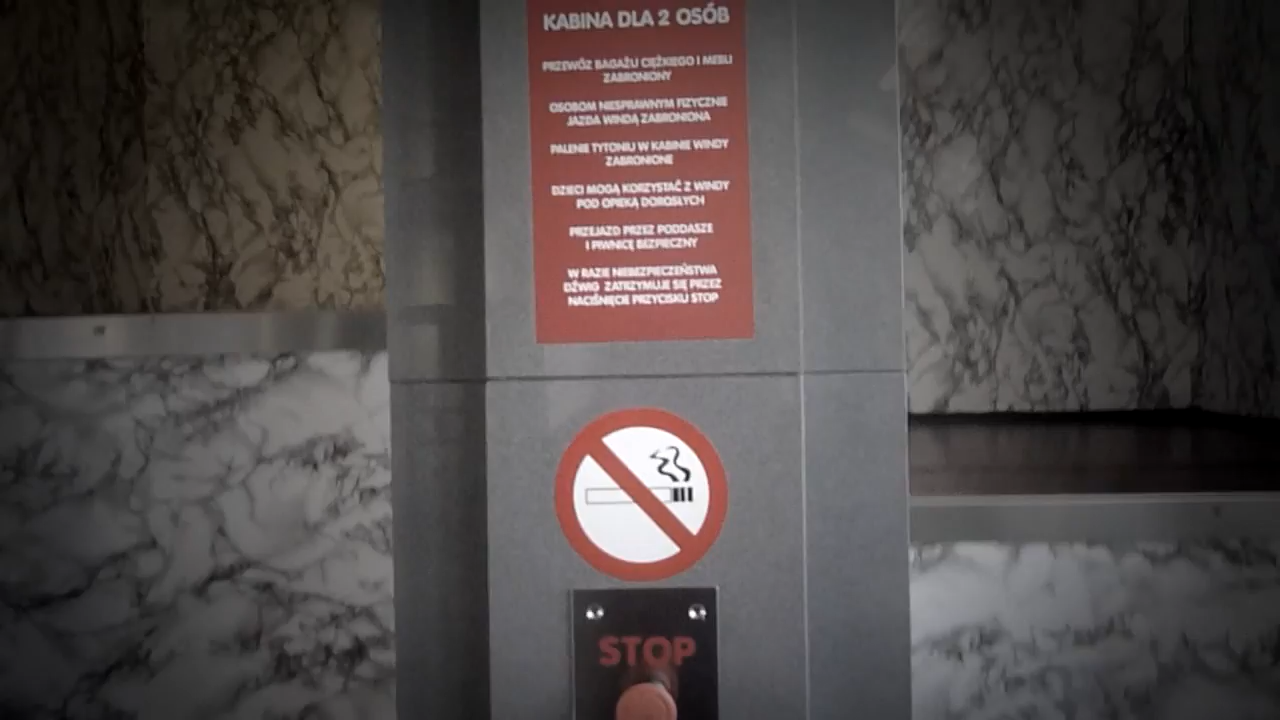 KABINA DLA 2 OSÓB
PRZEWÓZ BAGAŻU CIĘŻKIEGO I MEBLI
ZABRONIONY
OSOBOM NIESPRAWNYM FIZYCZNIE
JAZDA WINDĄ ZABRONIONA
PALENIE TYTONIU W KABINIE WINDY
ZABRONIONE
DZIECI MOGĄ KORZYSTAĆ Z WINDY
POD OPIEKĄ DOROSŁYCH
PRZEJAZD PRZEZ PODDASZE
I PIWNICĘ BEZPIECZNY
W RAZIE NIEBEZPIECZEŃSTWA
DŹWIG ZATRZYMUJE SIĘ PRZEZ
NACIŚNIĘCIE PRZYCISKU STOP
STOP